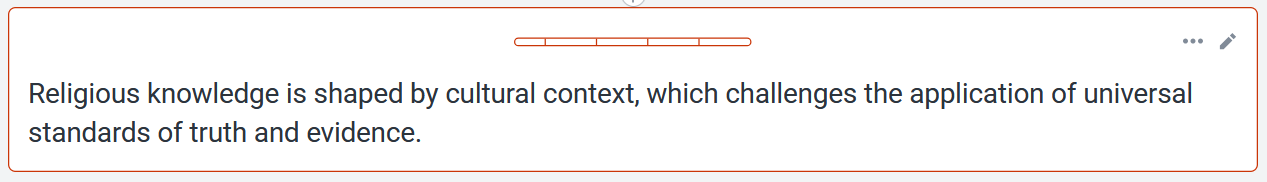 Religious knowledge is shaped by cultural context, which challenges the application of universal
standards of truth and evidence.